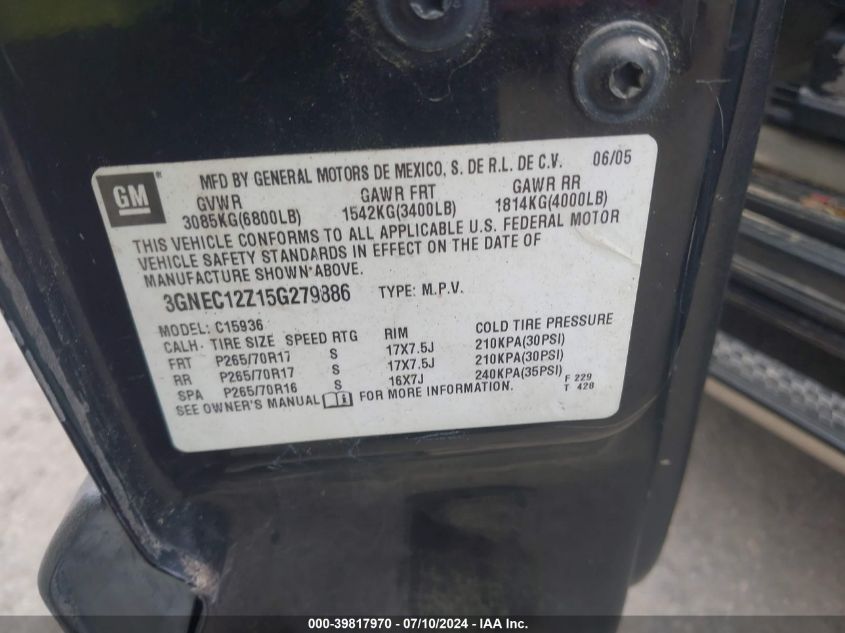 GM
MFD BY GENERAL MOTORS DE MEXICO, S. DE R.L. DE C.V. 06/05
GVWR GAWR FRT GAWR RR
3085KG(6800LB) 1542KG(3400LB) 1814KG(4000LB)
THIS VEHICLE CONFORMS TO ALL APPLICABLE U.S. FEDERAL MOTOR
VEHICLE SAFETY STANDARDS IN EFFECT ON THE DATE OF
MANUFACTURE SHOWN ABOVE.
3GNEC12Z15G279886 TYPE: M.P.V.
MODEL: C15936
CALH. TIRE SIZE SPEED RTG RIM COLD TIRE PRESSURE
FRT P265/70R17 S 17X7.5J 210KPA(30PSI)
RR P265/70R17 S 17X7.5J 210KPA(30PSI)
SPA P265/70R16 S 16X7J 240KPA(35PSI)
SEE OWNER'S MANUAL FOR MORE INFORMATION.
F 229
T 428
000-39817970 / 07/10/2024 - IAA Inc.